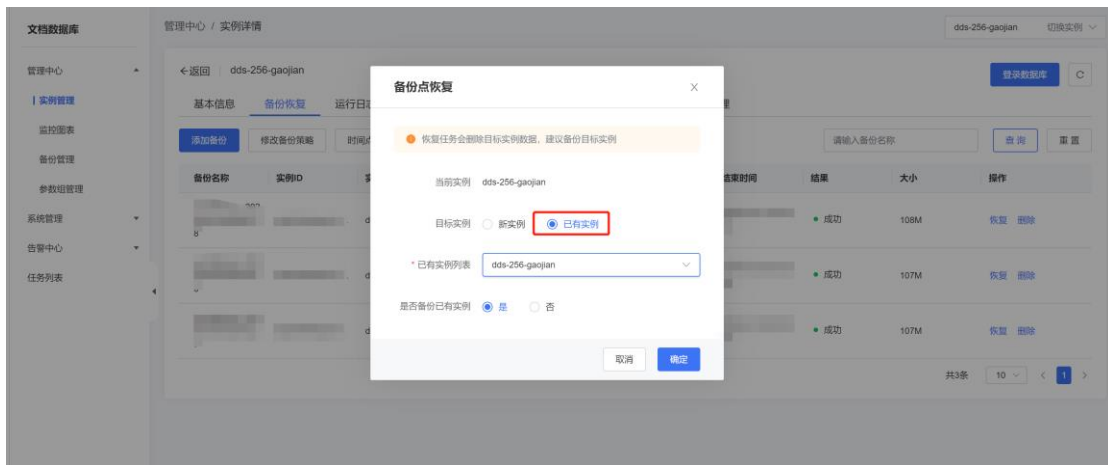 文档数据库
管理中心 / 实例详情
dds-256-gaojian 切换实例
管理中心
实例管理
监控图表
备份管理
参数组管理
系统管理
告警中心
任务列表
←返回 dds-256-gaojian
登录数据库
基本信息 备份恢复 运行日
添加备份 修改备份策略 时间
请输入备份名称
查询 重置
备份名称 实例ID 结束时间 结果 大小 操作
成功 108M 恢复 删除
成功 107M 恢复 删除
成功 107M 恢复 删除
共3条 10 1
备份点恢复
恢复任务会删除目标实例数据，建议备份目标实例
当前实例 dds-256-gaojian
目标实例 新实例 已有实例
* 已有实例列表 dds-256-gaojian
是否备份已有实例 是 否
取消 确定